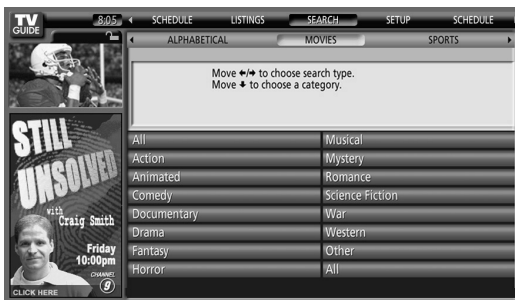 TV
GUIDE
8:05
SCHEDULE LISTINGS SEARCH SETUP SCHEDULE
ALPHABETICAL MOVIES SPORTS
Move ←/→ to choose search type.
Move ↓ to choose a category.
All
Action
Animated
Comedy
Documentary
Drama
Fantasy
Horror
Musical
Mystery
Romance
Science Fiction
War
Western
Other
All
STILL
UNSOLVED
with
Craig Smith
Friday
10:00pm
CHANNEL
9
CLICK HERE